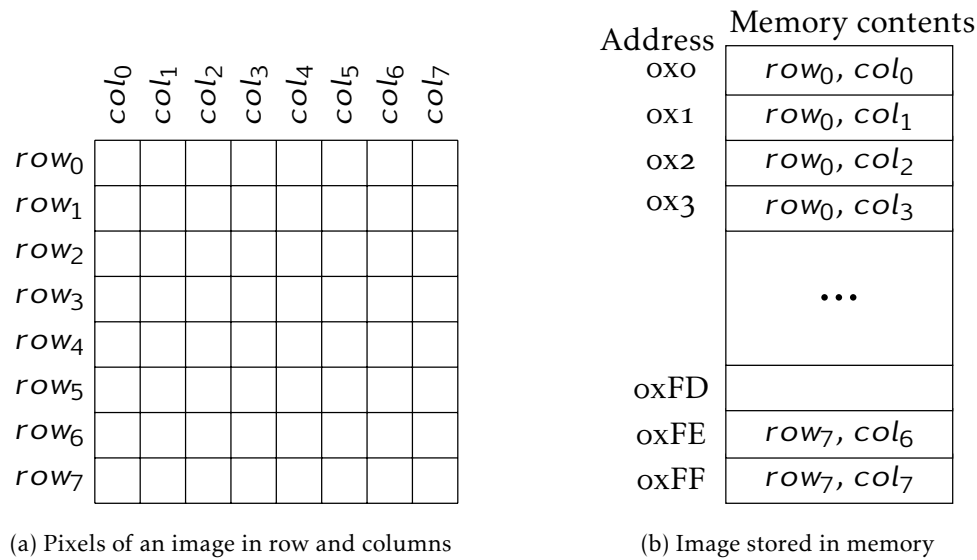 col0 col1 col2 col3 col4 col5 col6 col7
row0
row1
row2
row3
row4
row5
row6
row7
(a) Pixels of an image in row and columns
Address Memory contents
0x0 row0, col0
0x1 row0, col1
0x2 row0, col2
0x3 row0, col3
...
0xFD
0xFE row7, col6
0xFF row7, col7
(b) Image stored in memory